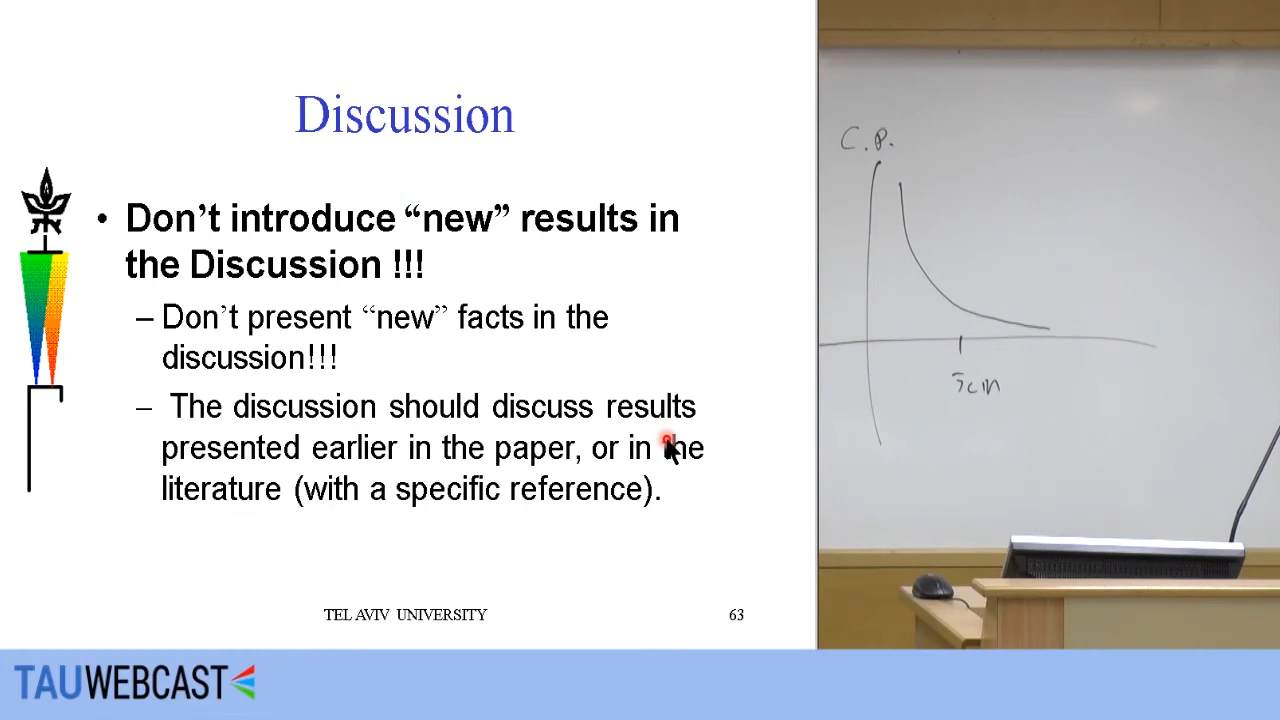 Discussion
• Don’t introduce “new” results in
the Discussion !!!
– Don’t present “new” facts in the
discussion!!!
– The discussion should discuss results
presented earlier in the paper, or in the
literature (with a specific reference).
TEL AVIV UNIVERSITY 63
C.P.
5cm
TAUWEBCAST